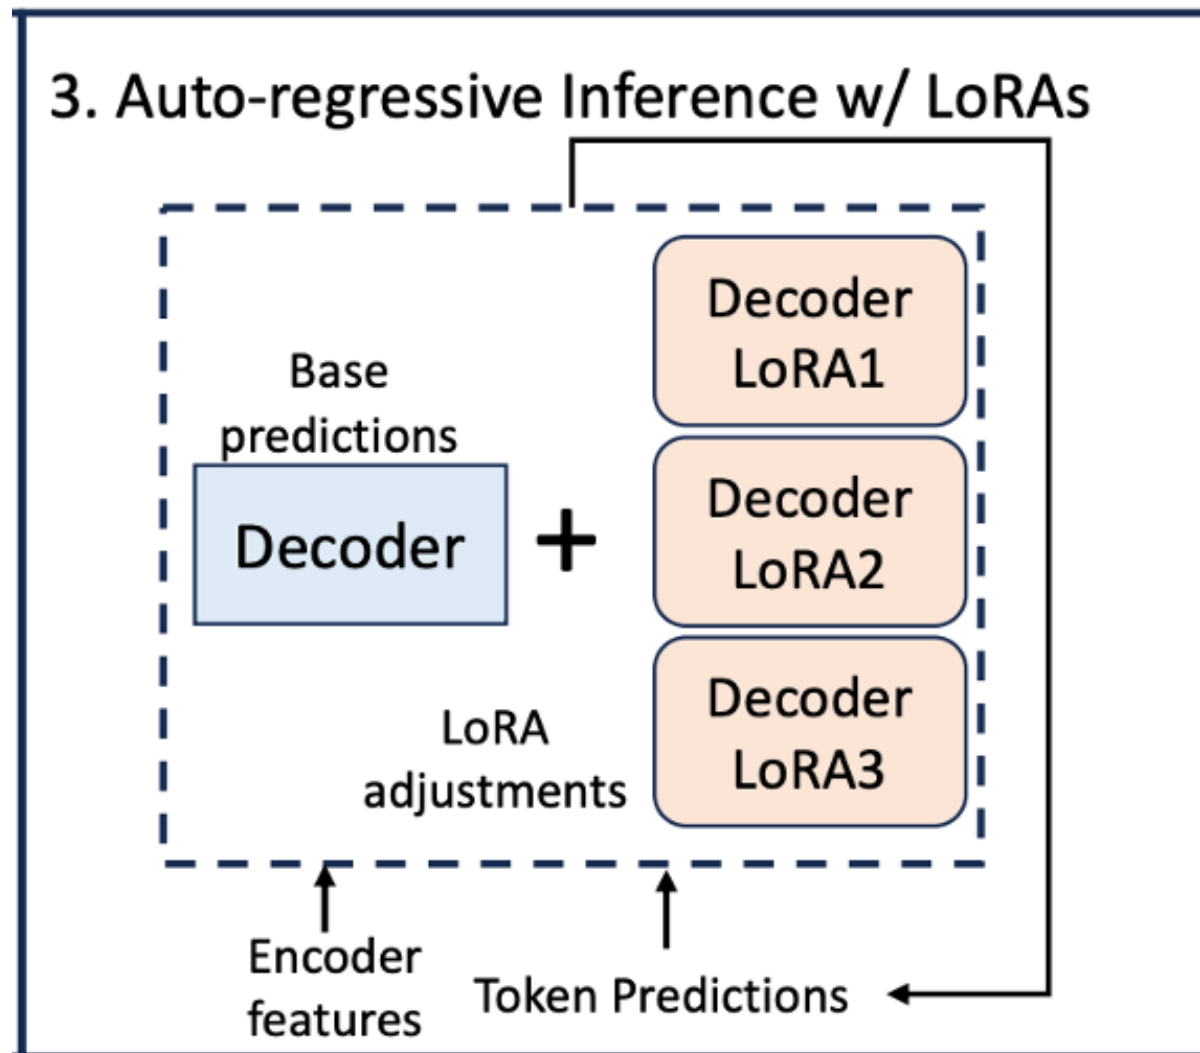 3. Auto-regressive Inference w/ LoRAs
Decoder
LoRA1
Base
predictions
Decoder
+
Decoder
LoRA2
LoRA
adjustments
Decoder
LoRA3
Encoder
features
Token Predictions